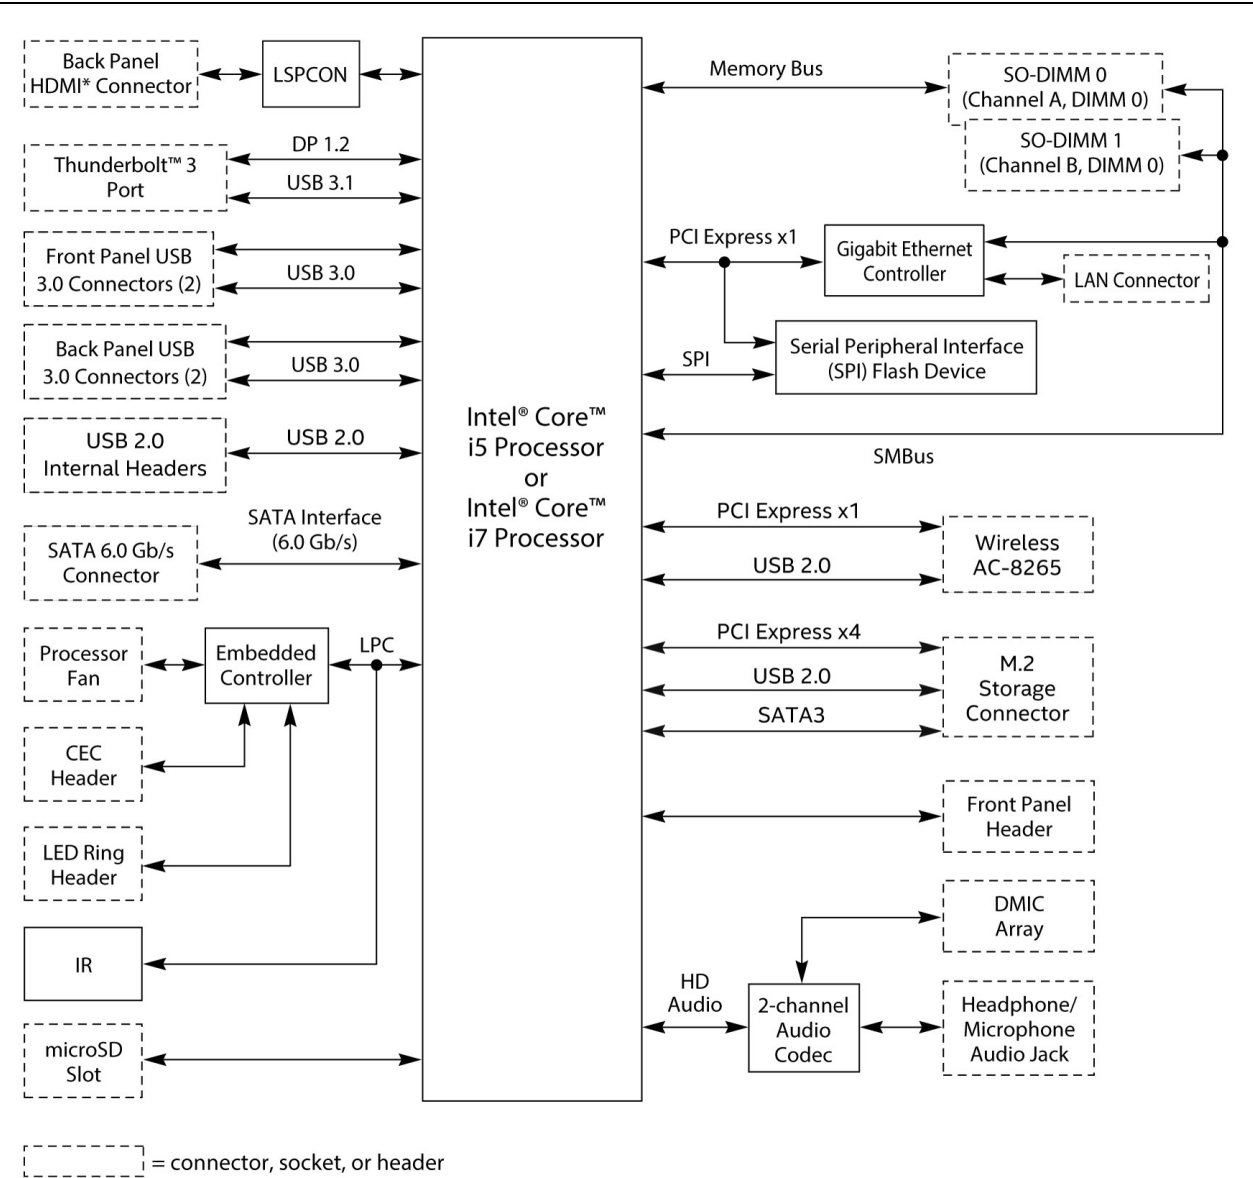 Back Panel
HDMI* Connector
LSPCON
DP 1.2
Thunderbolt™ 3
Port
USB 3.1
Front Panel USB
3.0 Connectors (2)
USB 3.0
Back Panel USB
3.0 Connectors (2)
USB 3.0
USB 2.0
Internal Headers
USB 2.0
SATA Interface
(6.0 Gb/s)
SATA 6.0 Gb/s
Connector
Processor
Fan
Embedded
Controller
LPC
CEC
Header
LED Ring
Header
IR
microSD
Slot
Intel® Core™
i5 Processor
or
Intel® Core™
i7 Processor
Memory Bus
SO-DIMM 0
(Channel A, DIMM 0)
SO-DIMM 1
(Channel B, DIMM 0)
PCI Express x1
Gigabit Ethernet
Controller
LAN Connector
SPI
Serial Peripheral Interface
(SPI) Flash Device
SMBus
PCI Express x1
USB 2.0
Wireless
AC-8265
PCI Express x4
USB 2.0
SATA3
M.2
Storage
Connector
Front Panel
Header
DMIC
Array
HD
Audio
2-channel
Audio
Codec
Headphone/
Microphone
Audio Jack
= connector, socket, or header